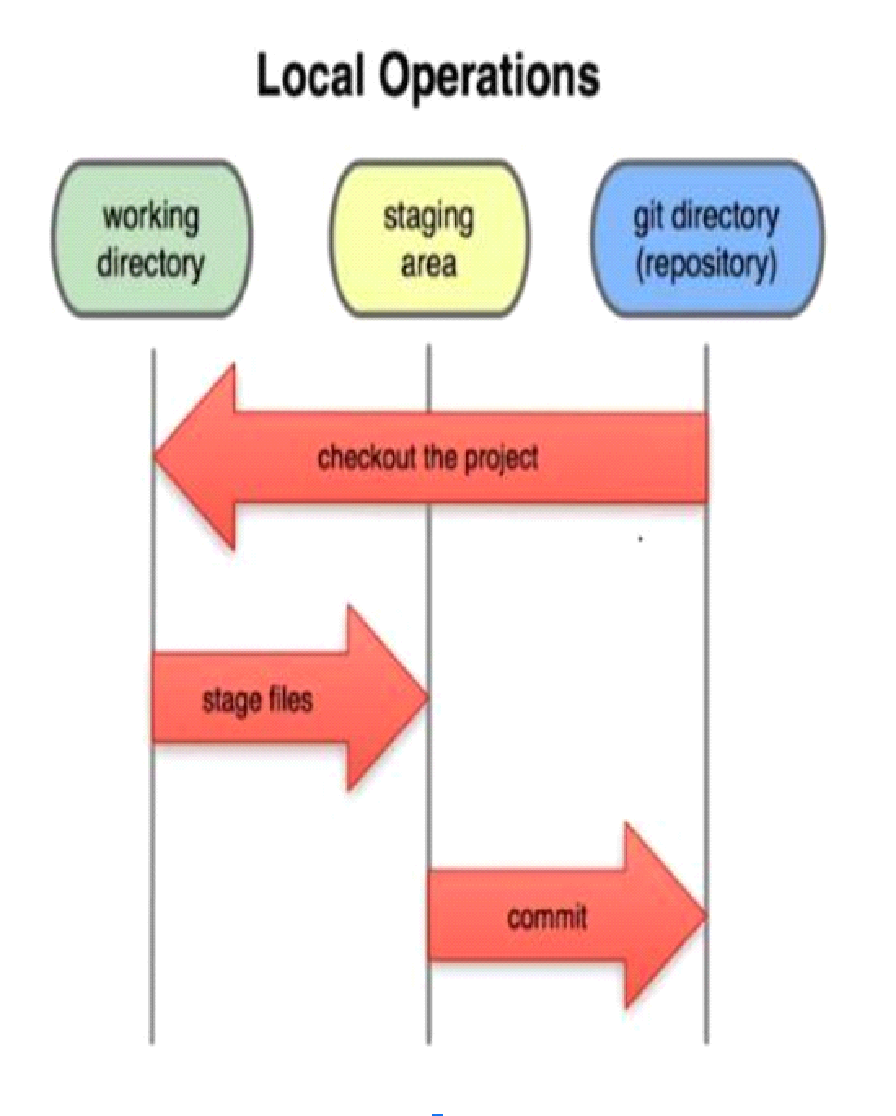 Local Operations
working
directory
staging
area
git directory
(repository)
checkout the project
stage files
commit